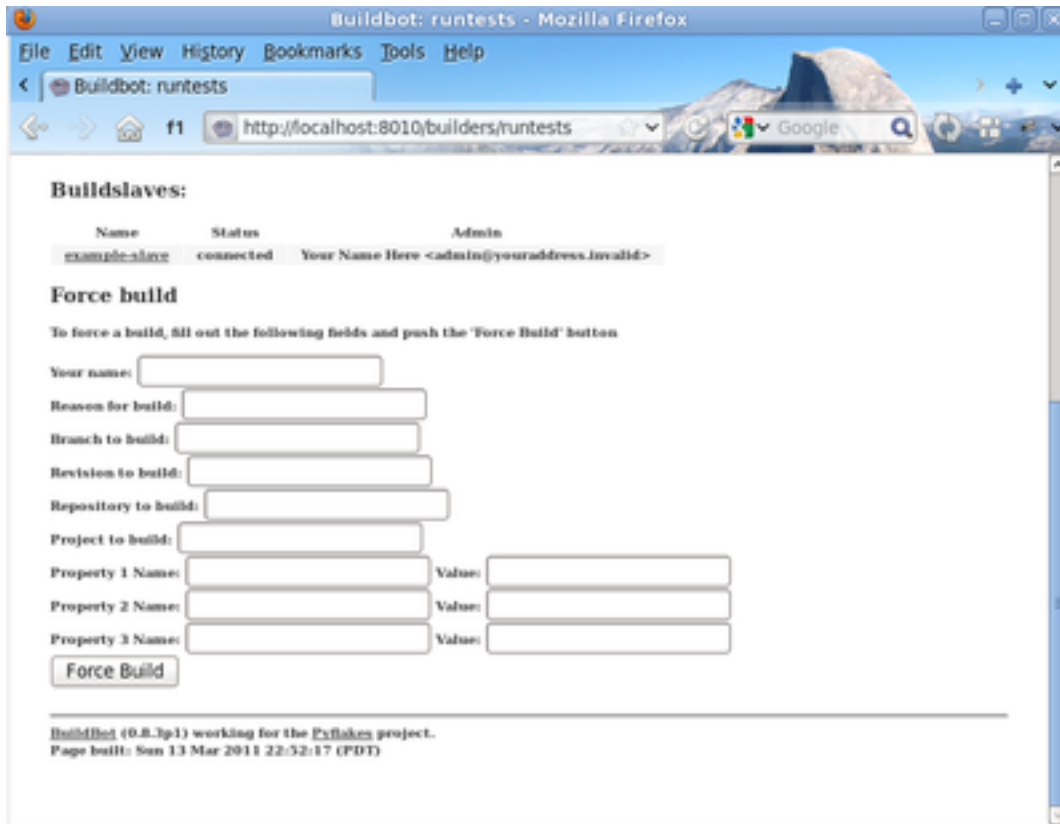 Buildbot: runtests - Mozilla Firefox
File Edit View History Bookmarks Tools Help
Buildbot: runtests
f1 http://localhost:8010/builders/runtests Google
Buildslaves:
Name Status Admin
example-slave connected Your Name Here <admin@youraddress.invalid>
Force build
To force a build, fill out the following fields and push the 'Force Build' button
Your name:
Reason for build:
Branch to build:
Revision to build:
Repository to build:
Project to build:
Property 1 Name: Value:
Property 2 Name: Value:
Property 3 Name: Value:
Force Build
BuildBot (0.8.3p1) working for the Pyflakes project.
Page built: Sun 13 Mar 2011 22:52:17 (PDT)